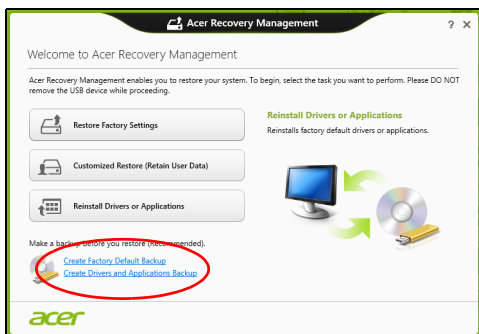 Acer Recovery Management
? X
Welcome to Acer Recovery Management
Acer Recovery Management enables you to restore your system. To begin, select the task you want to perform. Please DO NOT
remove the USB device while proceeding.
Restore Factory Settings
Customized Restore (Retain User Data)
Reinstall Drivers or Applications
Reinstall Drivers or Applications
Reinstalls factory default drivers or applications.
Make a backup before you restore (Recommended).
Create Factory Default Backup
Create Drivers and Applications Backup
acer